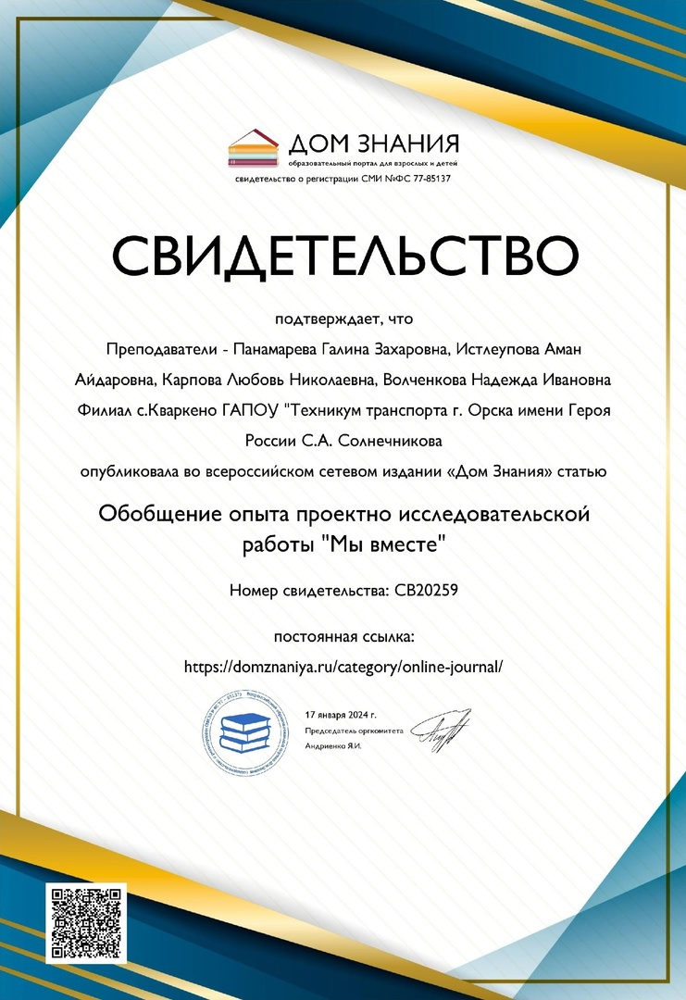 ДОМ ЗНАНИЯ
образовательный портал для взрослых и детей
свидетельство о регистрации СМИ №ФС 77-85137
СВИДЕТЕЛЬСТВО
подтверждает, что
Преподаватели - Панамарева Галина Захаровна, Истлеупова Аман
Айдаровна, Карпова Любовь Николаевна, Волченкова Надежда Ивановна
Филиал с.Кваркено ГАПОУ "Техникум транспорта г. Орска имени Героя
России С.А. Солнечникова
опубликовала во всероссийском сетевом издании «Дом Знания» статью
Обобщение опыта проектно исследовательской
работы "Мы вместе"
Номер свидетельства: СВ20259
постоянная ссылка:
https://domznaniya.ru/category/online-journal/
17 января 2024 г.
Председатель оргкомитета
Андриенко Я.И.